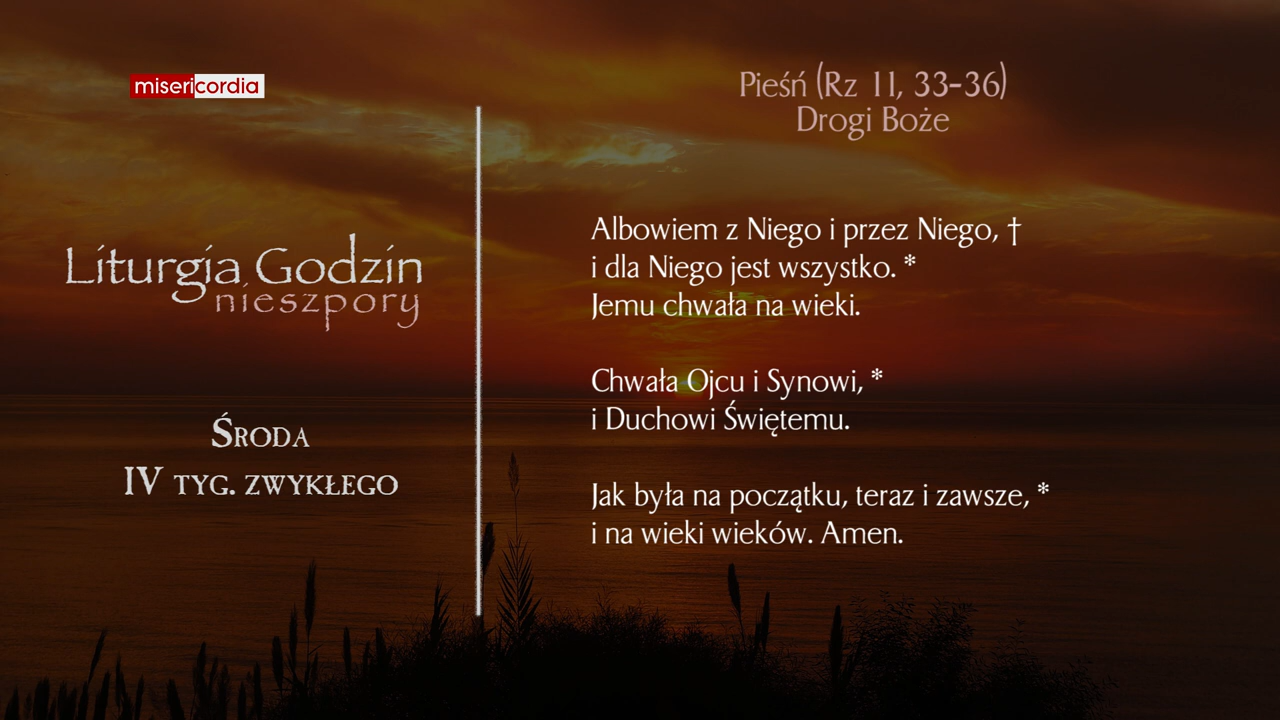 misericordia
Liturgia Godzin
nieszpory
Środa
IV tyg. zwykłego
Pieśń (Rz 11, 33-36)
Drogi Boże
Albowiem z Niego i przez Niego, †
i dla Niego jest wszystko. *
Jemu chwała na wieki.
Chwała Ojcu i Synowi, *
i Duchowi Świętemu.
Jak była na początku, teraz i zawsze, *
i na wieki wieków. Amen.